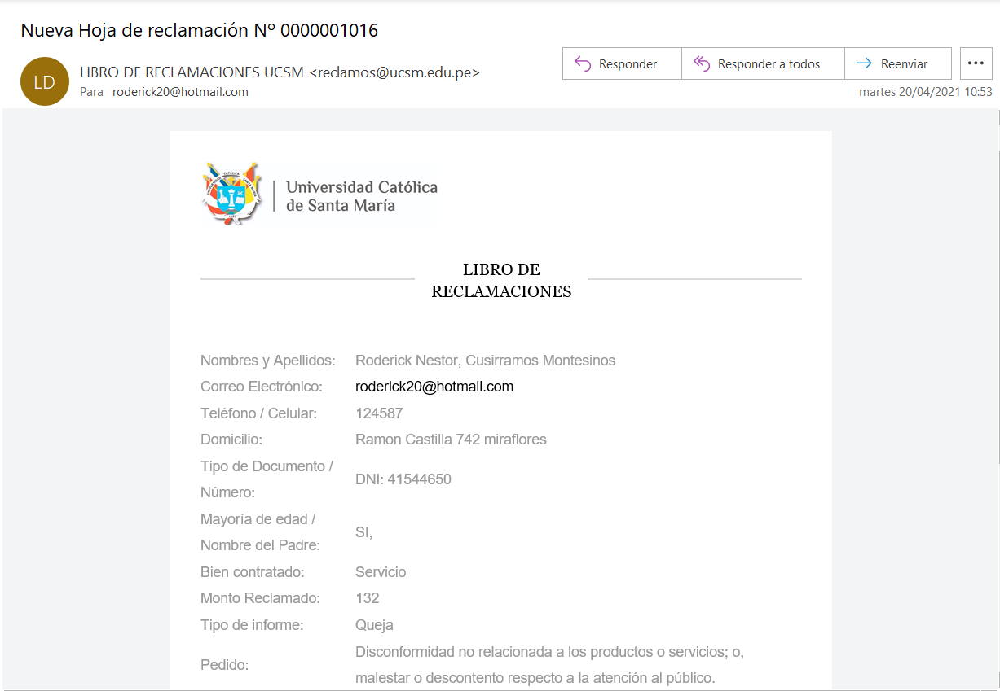 Nueva Hoja de reclamación Nº 0000001016
LD
LIBRO DE RECLAMACIONES UCSM <reclamos@ucsm.edu.pe>
Para roderick20@hotmail.com
Responder
Responder a todos
Reenviar
martes 20/04/2021 10:53
Universidad Católica
de Santa María
LIBRO DE
RECLAMACIONES
Nombres y Apellidos: Roderick Nestor, Cusirramos Montesinos
Correo Electrónico: roderick20@hotmail.com
Teléfono / Celular: 124587
Domicilio: Ramon Castilla 742 miraflores
Tipo de Documento /
Número:
DNI: 41544650
Mayoría de edad /
Nombre del Padre:
SI,
Bien contratado: Servicio
Monto Reclamado: 132
Tipo de informe: Queja
Pedido:
Disconformidad no relacionada a los productos o servicios; o,
malestar o descontento respecto a la atención al público.